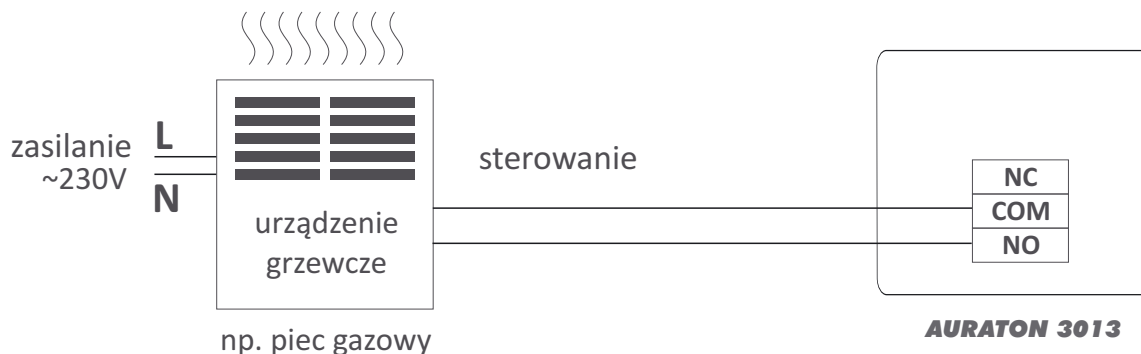 zasilanie
~230V
L
N
urządzenie
grzewcze
np. piec gazowy
sterowanie
NC
COM
NO
AURATON 3013